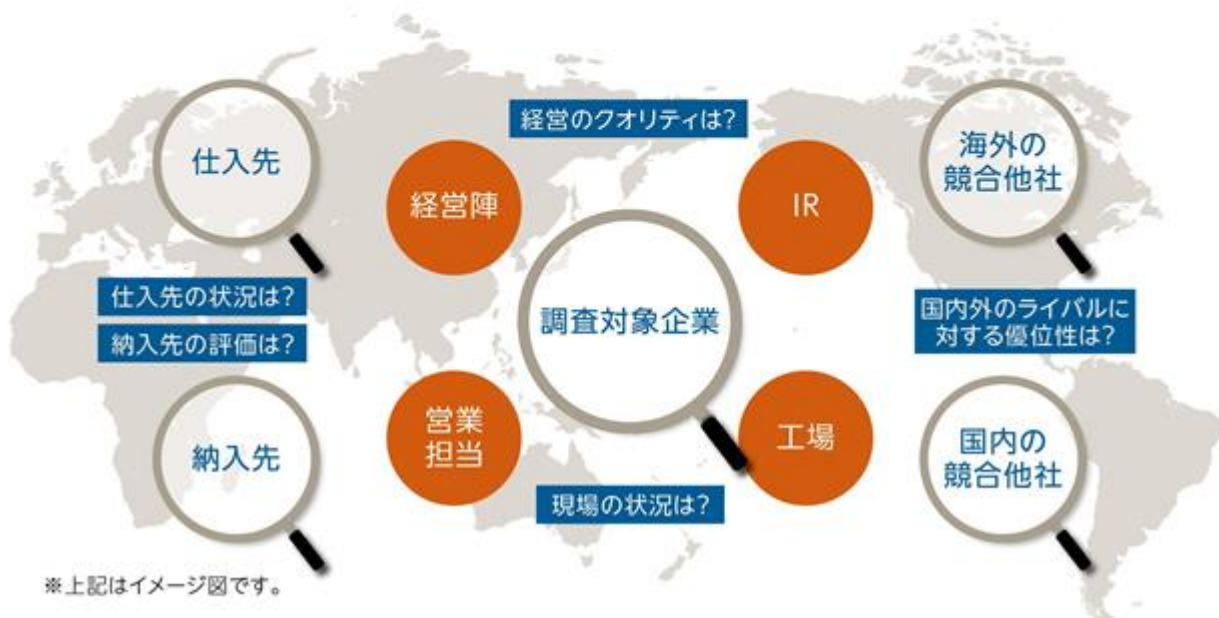 仕入先
仕入先の状況は?
納入先の評価は?
納入先
経営のクオリティは?
経営陣
IR
調査対象企業
営業
担当
工場
現場の状況は?
海外の
競合他社
国内外のライバルに
対する優位性は?
国内の
競合他社
※上記はイメージ図です。